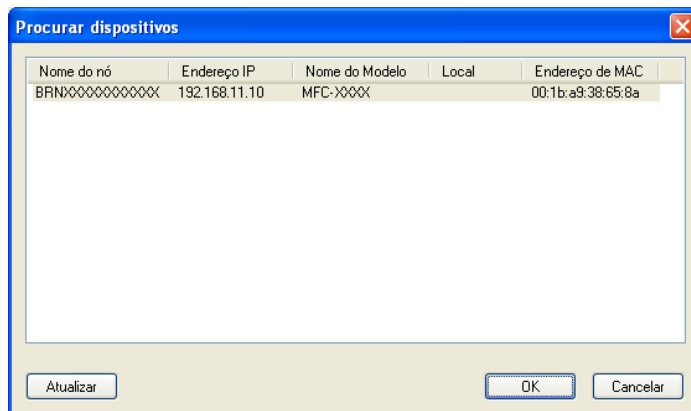 Procurar dispositivos
Nome do nó Endereço IP Nome do Modelo Local Endereço de MAC
BRNXXXXXXXXXXXX 192.168.11.10 MFC-XXXX 00:1b:a9:38:65:8a
Atualizar OK Cancelar